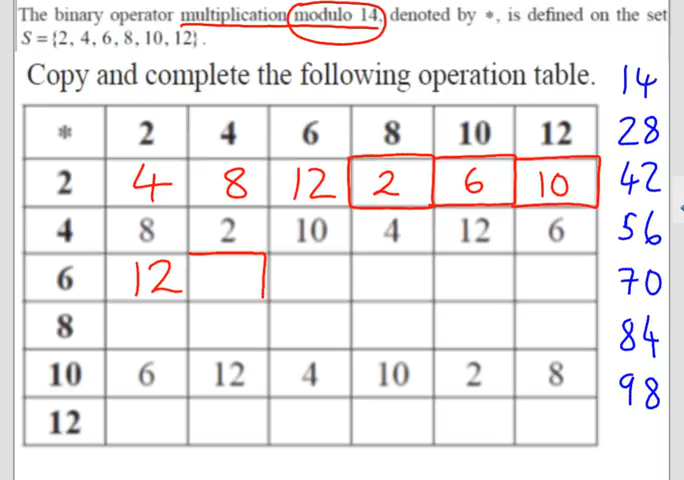 The binary operator multiplication modulo 14, denoted by *, is defined on the set
S = {2, 4, 6, 8, 10, 12} .
Copy and complete the following operation table.
14
28
42
56
70
84
98
* 2 4 6 8 10 12
2 4 8 12 2 6 10
4 8 2 10 4 12 6
6 12
8
10 6 12 4 10 2 8
12